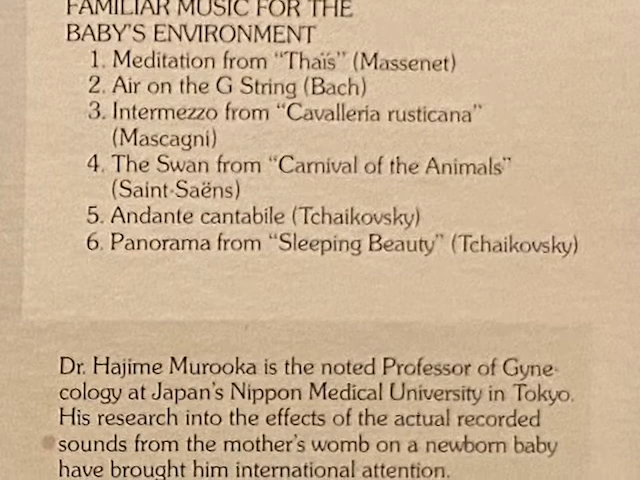 FAMILIAR MUSIC FOR THE
BABY'S ENVIRONMENT
1. Meditation from “Thaïs” (Massenet)
2. Air on the G String (Bach)
3. Intermezzo from “Cavalleria rusticana”
(Mascagni)
4. The Swan from “Carnival of the Animals”
(Saint-Saëns)
5. Andante cantabile (Tchaikovsky)
6. Panorama from “Sleeping Beauty” (Tchaikovsky)
Dr. Hajime Murooka is the noted Professor of Gyne-
cology at Japan's Nippon Medical University in Tokyo.
His research into the effects of the actual recorded
sounds from the mother's womb on a newborn baby
have brought him international attention.